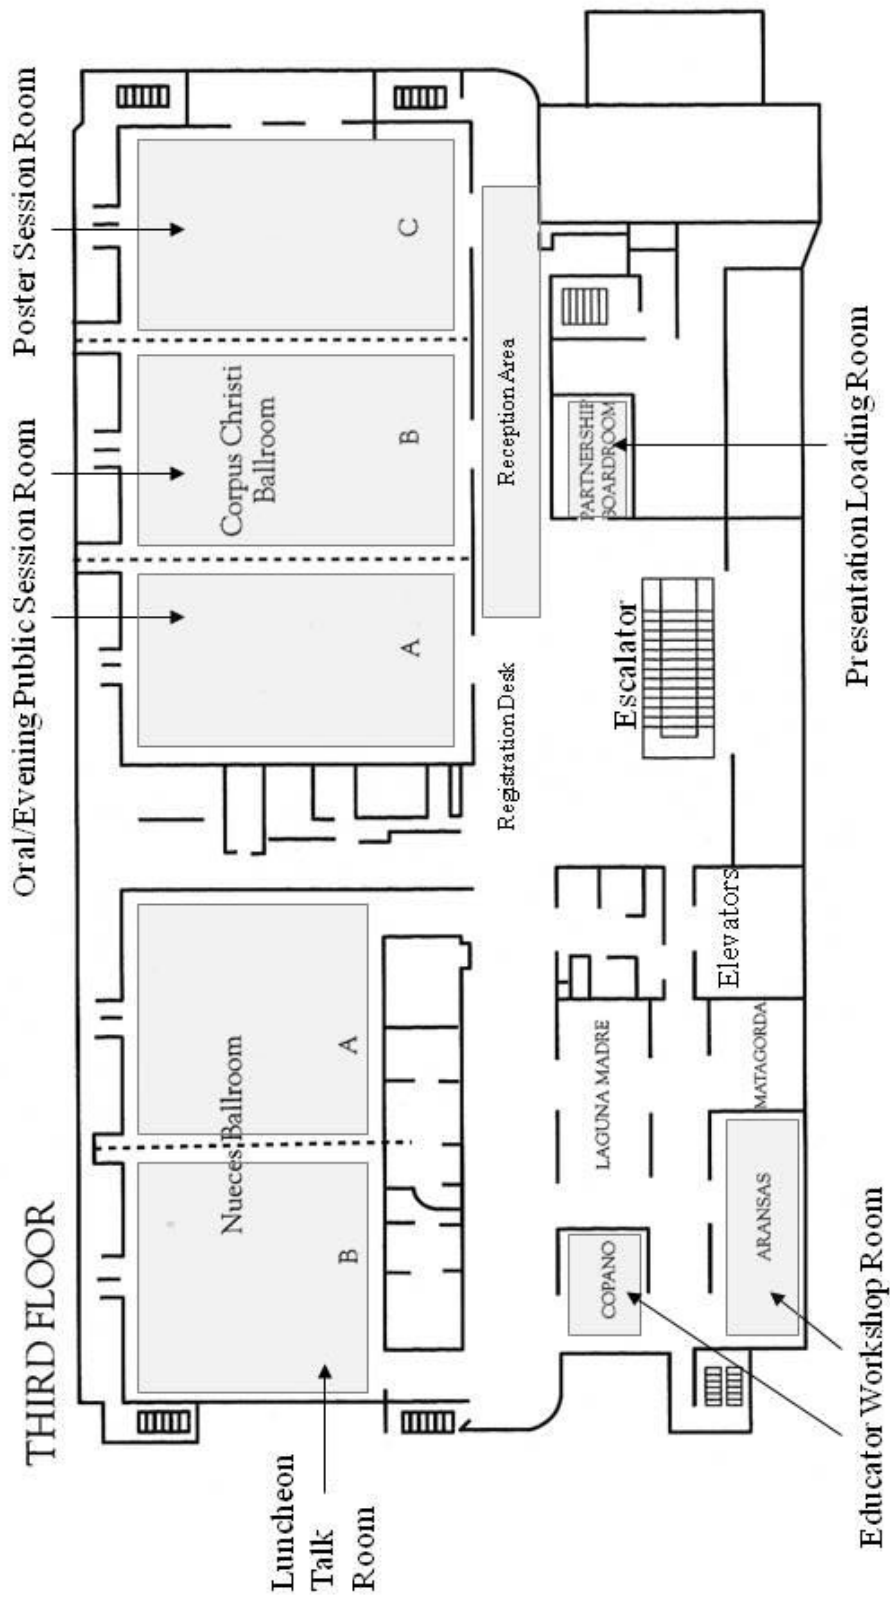 THIRD FLOOR
Oral/Evening Public Session Room
Poster Session Room
Luncheon
Talk
Room
Nueces Ballroom
B
A
Corpus Christi
Ballroom
A
B
C
Registration Desk
Reception Area
COPANO
LAGUNA MADRE
Escalator
PARTNERSHIP
BOARDROOM
ARANSAS
MATAGORDA
Elevators
Educator Workshop Room
Presentation Loading Room